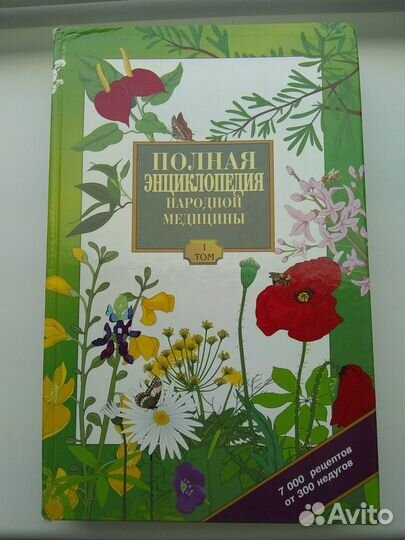 ПОЛНАЯ
ЭНЦИКЛОПЕДИЯ
НАРОДНОЙ
МЕДИЦИНЫ
I
ТОМ
7 000 рецептов
от 300 недугов
Avito